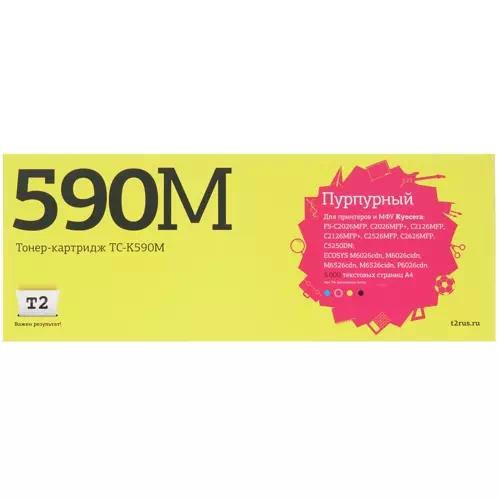 590M
Тонер-картридж TC-K590M
T2
Важен результат!
Пурпурный
Для принтеров и МФУ Kyocera:
FS-C2026MFP, C2026MFP+, C2126MFP,
C2126MFP+, C2526MFP, C2626MFP,
C5250DN;
ECOSYS M6026cdn, M6026cidn,
M6526cdn, M6526cidn, P6026cdn.
5 000 текстовых страниц А4
t2rus.ru